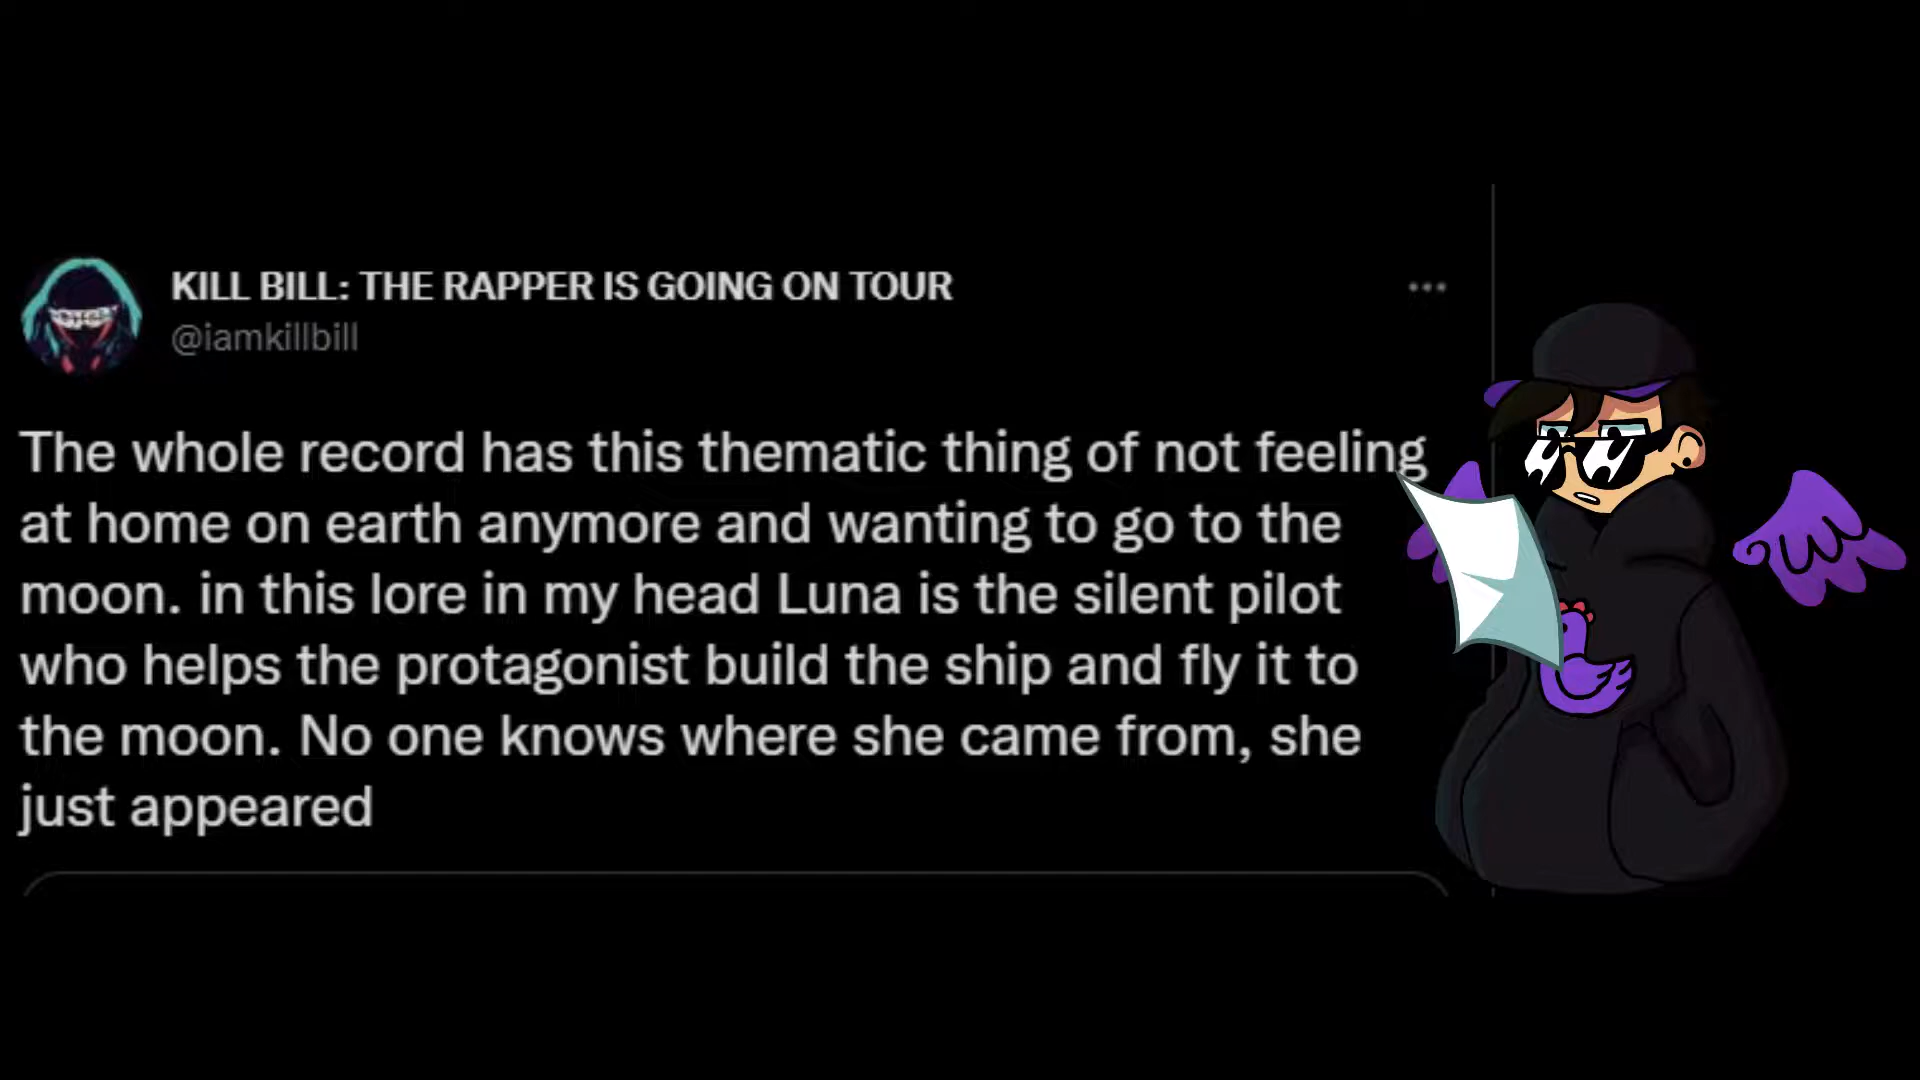 KILL BILL: THE RAPPER IS GOING ON TOUR
@iamkillbill
The whole record has this thematic thing of not feeling
at home on earth anymore and wanting to go to the
moon. in this lore in my head Luna is the silent pilot
who helps the protagonist build the ship and fly it to
the moon. No one knows where she came from, she
just appeared